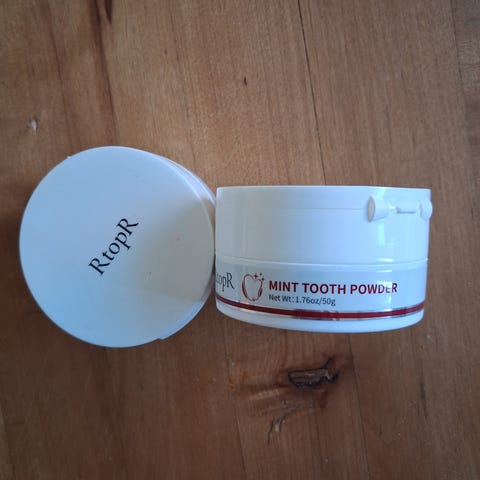 RtopR
topR
MINT TOOTH POWDER
Net Wt: 1.76oz/50g